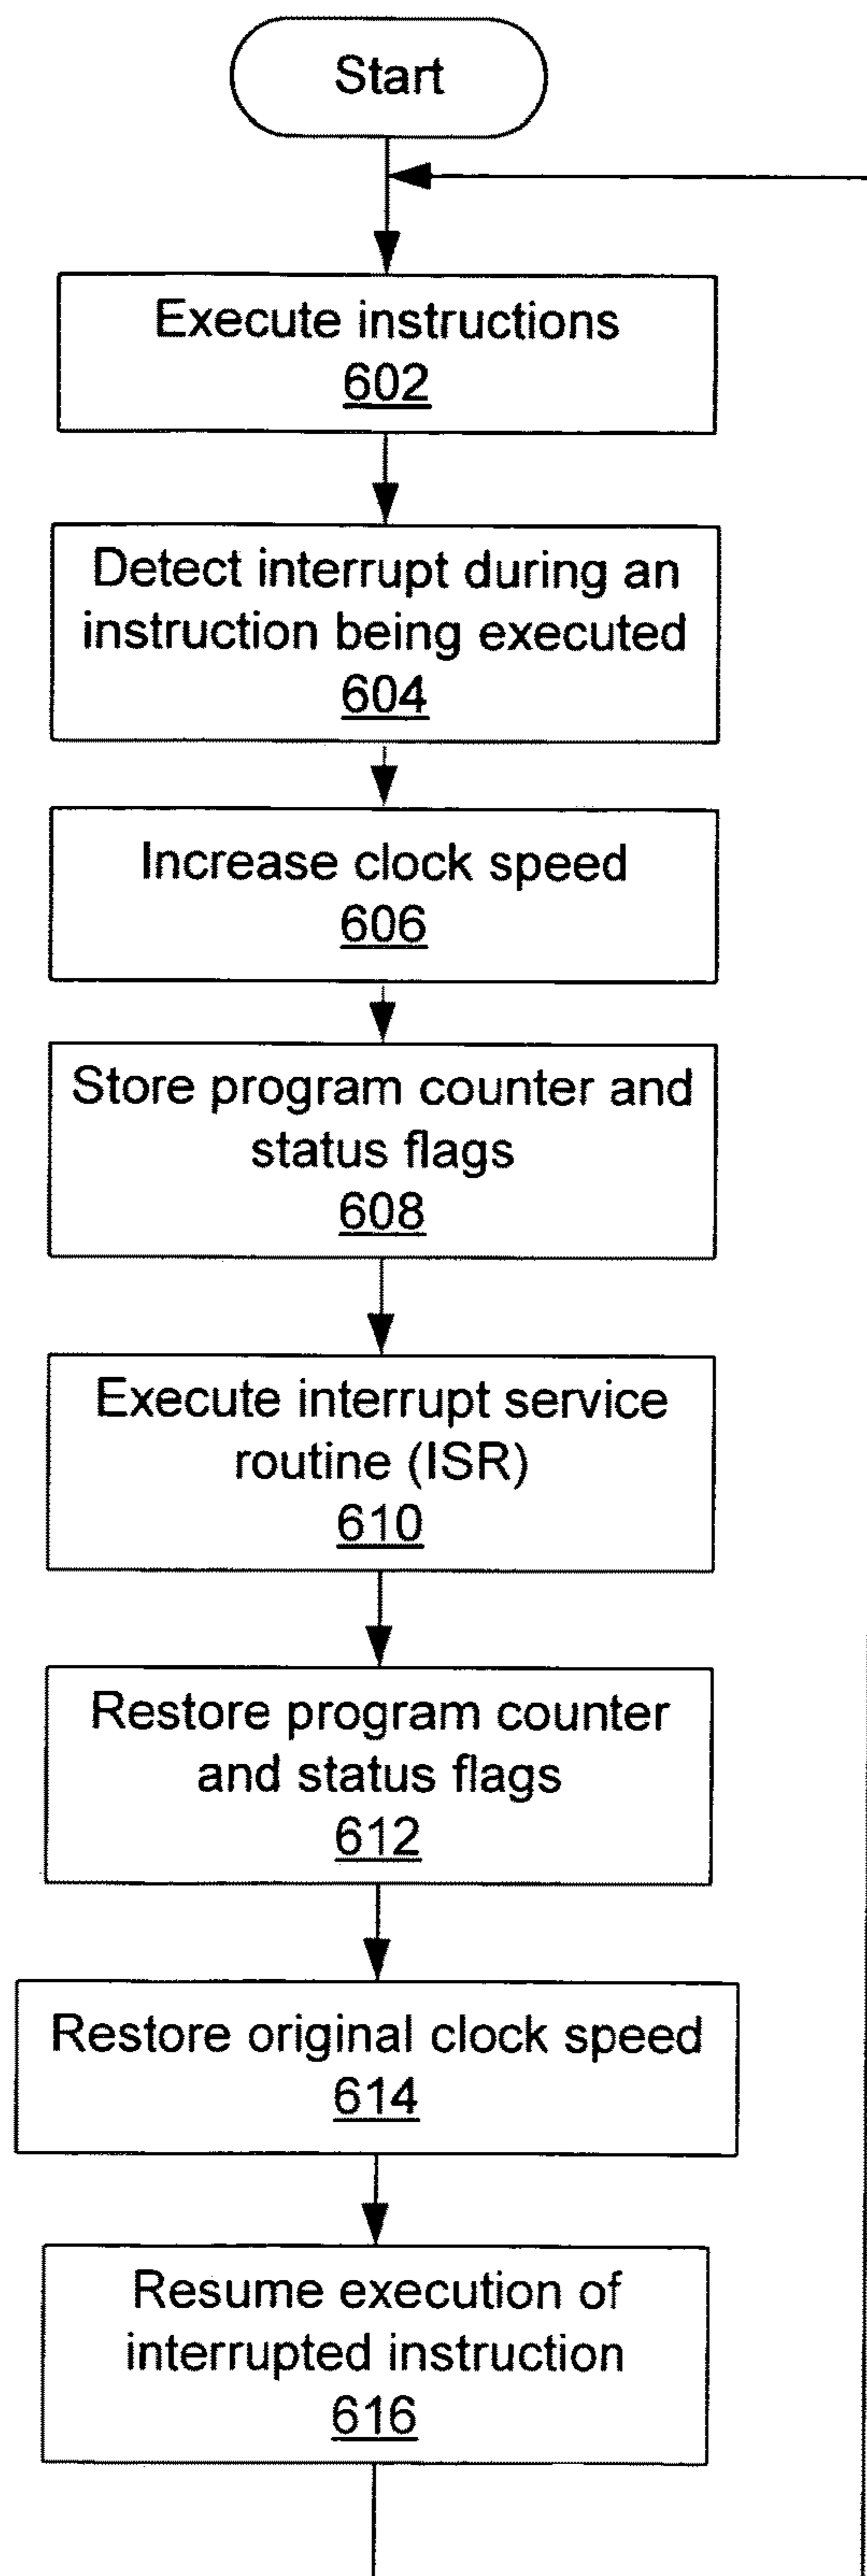 Start
Execute instructions
602
Detect interrupt during an
instruction being executed
604
Increase clock speed
606
Store program counter and
status flags
608
Execute interrupt service
routine (ISR)
610
Restore program counter
and status flags
612
Restore original clock speed
614
Resume execution of
interrupted instruction
616